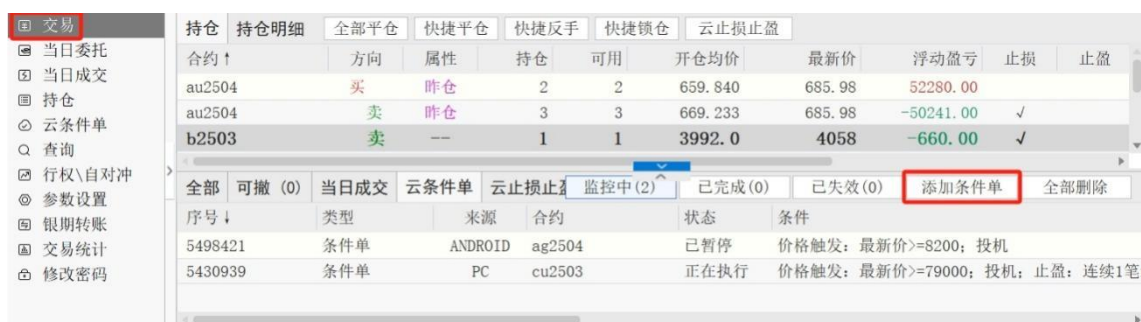 交易
当日委托
当日成交
持仓
云条件单
查询
行权\自对冲
参数设置
银期转账
交易统计
修改密码
持仓 持仓明细 全部平仓 快捷平仓 快捷反手 快捷锁仓 云止损止盈
合约↑ 方向 属性 持仓 可用 开仓均价 最新价 浮动盈亏 止损 止盈
au2504 买 昨仓 2 2 659.840 685.98 52280.00
au2504 卖 昨仓 3 3 669.233 685.98 -50241.00 √
b2503 卖 -- 1 1 3992.0 4058 -660.00 √
全部 可撤 (0) 当日成交 云条件单 云止损止盈 监控中(2) 已完成(0) 已失效(0) 添加条件单 全部删除
序号↓ 类型 来源 合约 状态 条件
5498421 条件单 ANDROID ag2504 已暂停 价格触发: 最新价>=8200; 投机
5430939 条件单 PC cu2503 正在执行 价格触发: 最新价>=79000; 投机; 止盈: 连续1笔